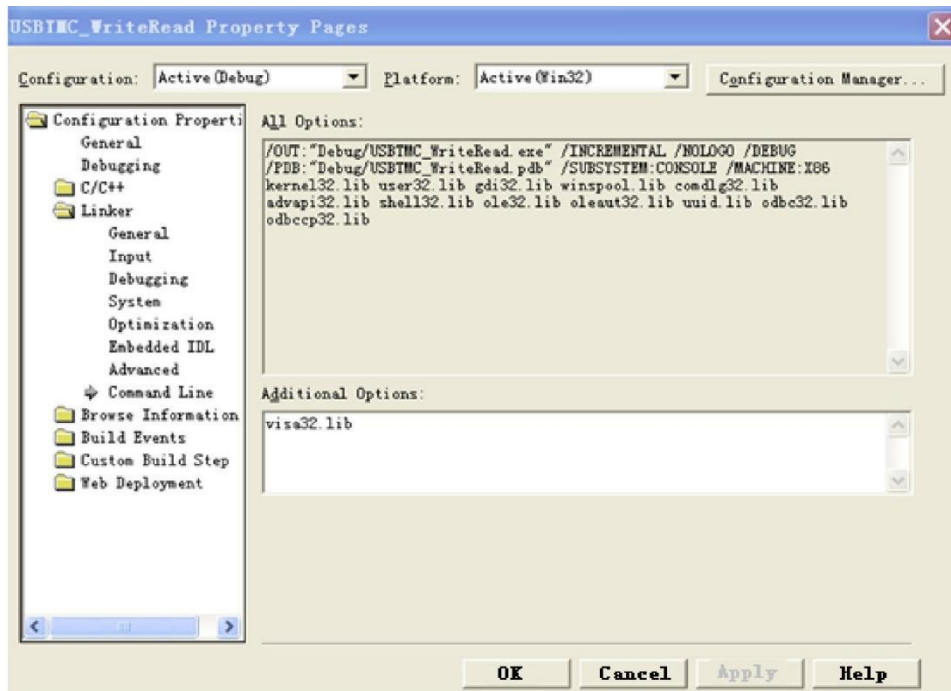 USBTMC_WriteRead Property Pages
Configuration: Active(Debug) Platform: Active(Win32) Configuration Manager...
Configuration Properti
General
Debugging
C/C++
Linker
General
Input
Debugging
System
Optimization
Embedded IDL
Advanced
Command Line
Browse Information
Build Events
Custom Build Step
Web Deployment
All Options:
/OUT:"Debug/USBTMC_WriteRead.exe" /INCREMENTAL /NOLOGO /DEBUG
/PDB:"Debug/USBTMC_WriteRead.pdb" /SUBSYSTEM:CONSOLE /MACHINE:X86
kernel32.lib user32.lib gdi32.lib winspool.lib comdlg32.lib
advapi32.lib shell32.lib ole32.lib oleaut32.lib uuid.lib odbc32.lib
odbccp32.lib
Additional Options:
visa32.lib
OK Cancel Apply Help